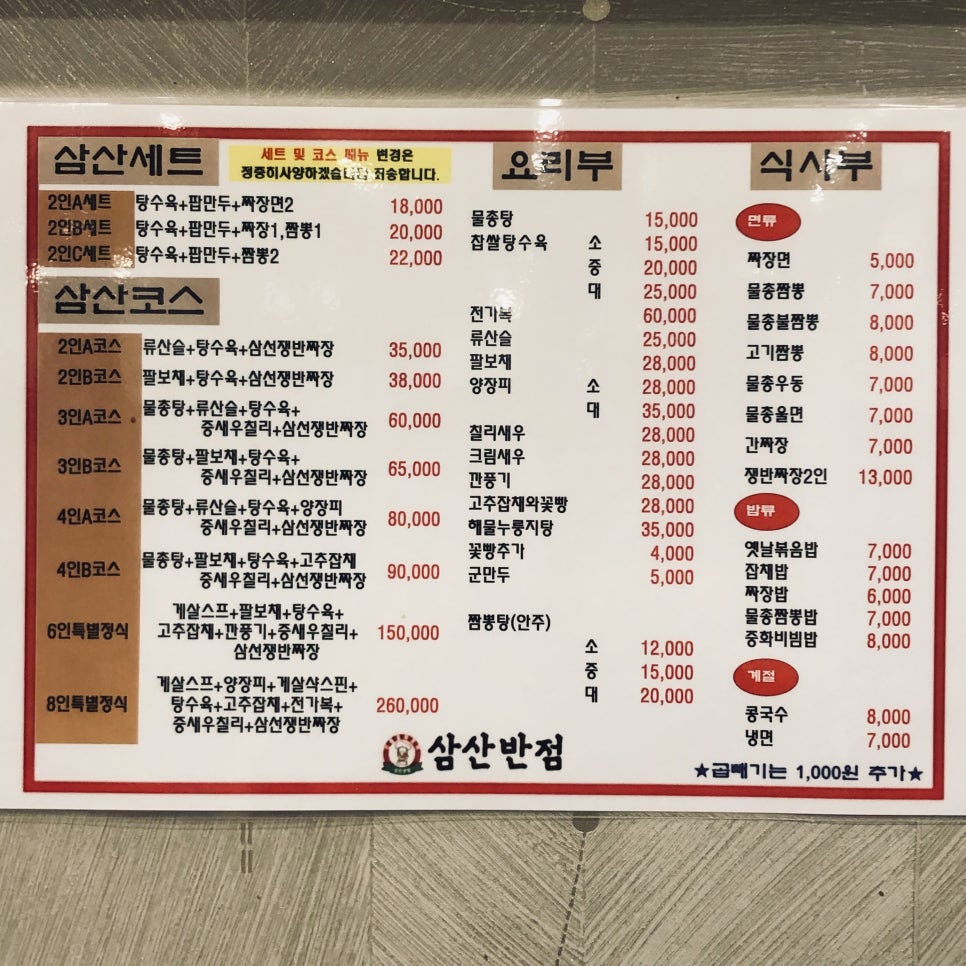 삼산세트
세트 및 코스 메뉴 변경은
정중히사양하겠습니다 죄송합니다.
2인A세트 탕수육+팝만두+짜장면2 18,000
2인B세트 탕수육+팝만두+짜장1,짬뽕1 20,000
2인C세트 탕수육+팝만두+짬뽕2 22,000
삼산코스
2인A코스 류산슬+탕수육+삼선쟁반짜장 35,000
2인B코스 팔보채+탕수육+삼선쟁반짜장 38,000
3인A코스 물총탕+류산슬+탕수육+
중새우칠리+삼선쟁반짜장 60,000
3인B코스 물총탕+팔보채+탕수육+
중새우칠리+삼선쟁반짜장 65,000
4인A코스 물총탕+류산슬+탕수육+양장피
중새우칠리+삼선쟁반짜장 80,000
4인B코스 물총탕+팔보채+탕수육+고추잡채
중새우칠리+삼선쟁반짜장 90,000
게살스프+팔보채+탕수육+
6인특별정식 고추잡채+깐풍기+중새우칠리+ 150,000
삼선쟁반짜장
게살스프+양장피+게살샥스핀+
8인특별정식 탕수육+고추잡채+전가복+ 260,000
중새우칠리+삼선쟁반짜장
요리부
물총탕 15,000
찹쌀탕수육 소 15,000
중 20,000
대 25,000
전가복 60,000
류산슬 25,000
팔보채 28,000
양장피 소 28,000
대 35,000
칠리새우 28,000
크림새우 28,000
깐풍기 28,000
고추잡채와꽃빵 28,000
해물누룽지탕 35,000
꽃빵추가 4,000
군만두 5,000
짬뽕탕(안주)
소 12,000
중 15,000
대 20,000
식사부
면류
짜장면 5,000
물총짬뽕 7,000
물총불짬뽕 8,000
고기짬뽕 8,000
물총우동 7,000
물총울면 7,000
간짜장 7,000
쟁반짜장2인 13,000
밥류
옛날볶음밥 7,000
잡채밥 7,000
짜장밥 6,000
물총짬뽕밥 7,000
중화비빔밥 8,000
계절
콩국수 8,000
냉면 7,000
삼산반점
★곱빼기는 1,000원 추가★